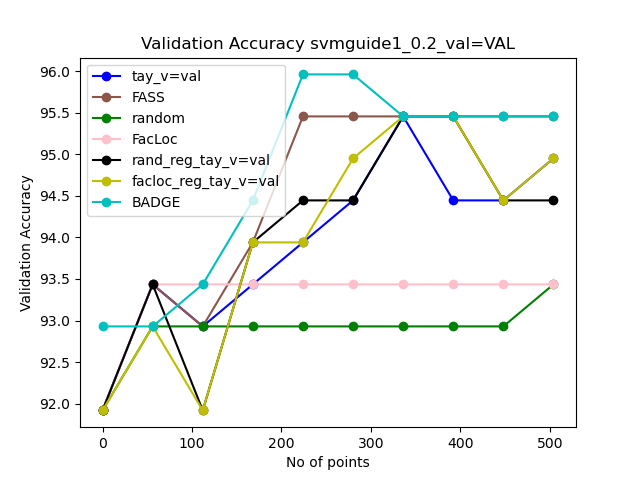 Validation Accuracy svmguide1_0.2_val=VAL
96.0
95.5
95.0
94.5
94.0
93.5
93.0
92.5
92.0
Validation Accuracy
tay_v=val
FASS
random
FacLoc
rand_reg_tay_v=val
facloc_reg_tay_v=val
BADGE
0 100 200 300 400 500
No of points